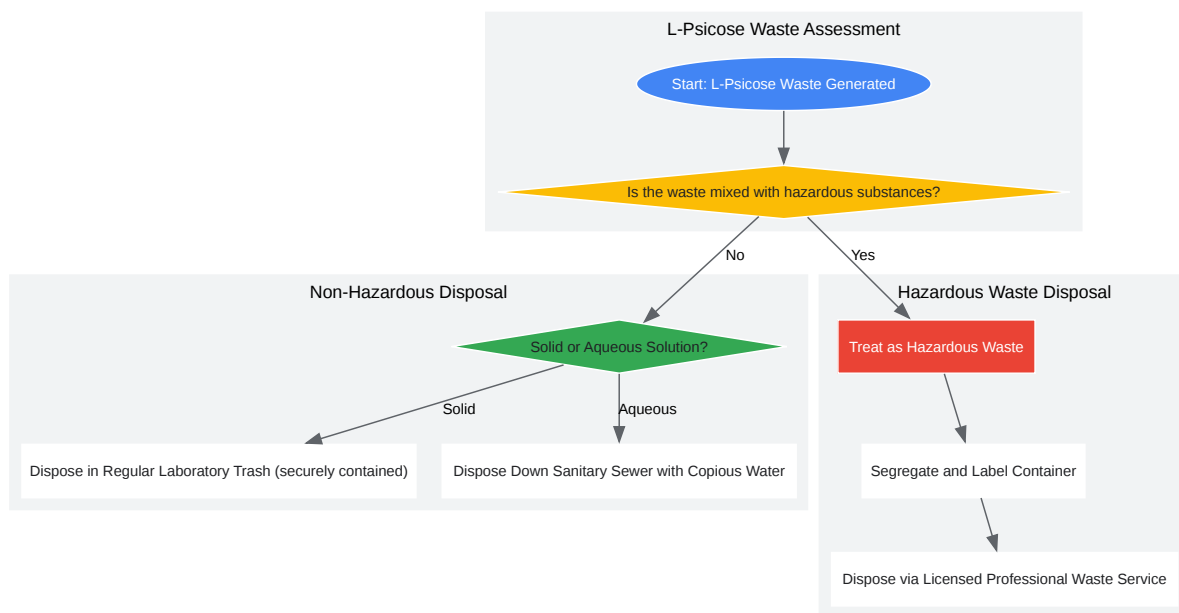 L-Psicose Waste Assessment
Start: L-Psicose Waste Generated
Is the waste mixed with hazardous substances?
No
Yes
Non-Hazardous Disposal
Hazardous Waste Disposal
Solid or Aqueous Solution?
Treat as Hazardous Waste
Solid
Aqueous
Dispose in Regular Laboratory Trash (securely contained)
Dispose Down Sanitary Sewer with Copious Water
Segregate and Label Container
Dispose via Licensed Professional Waste Service